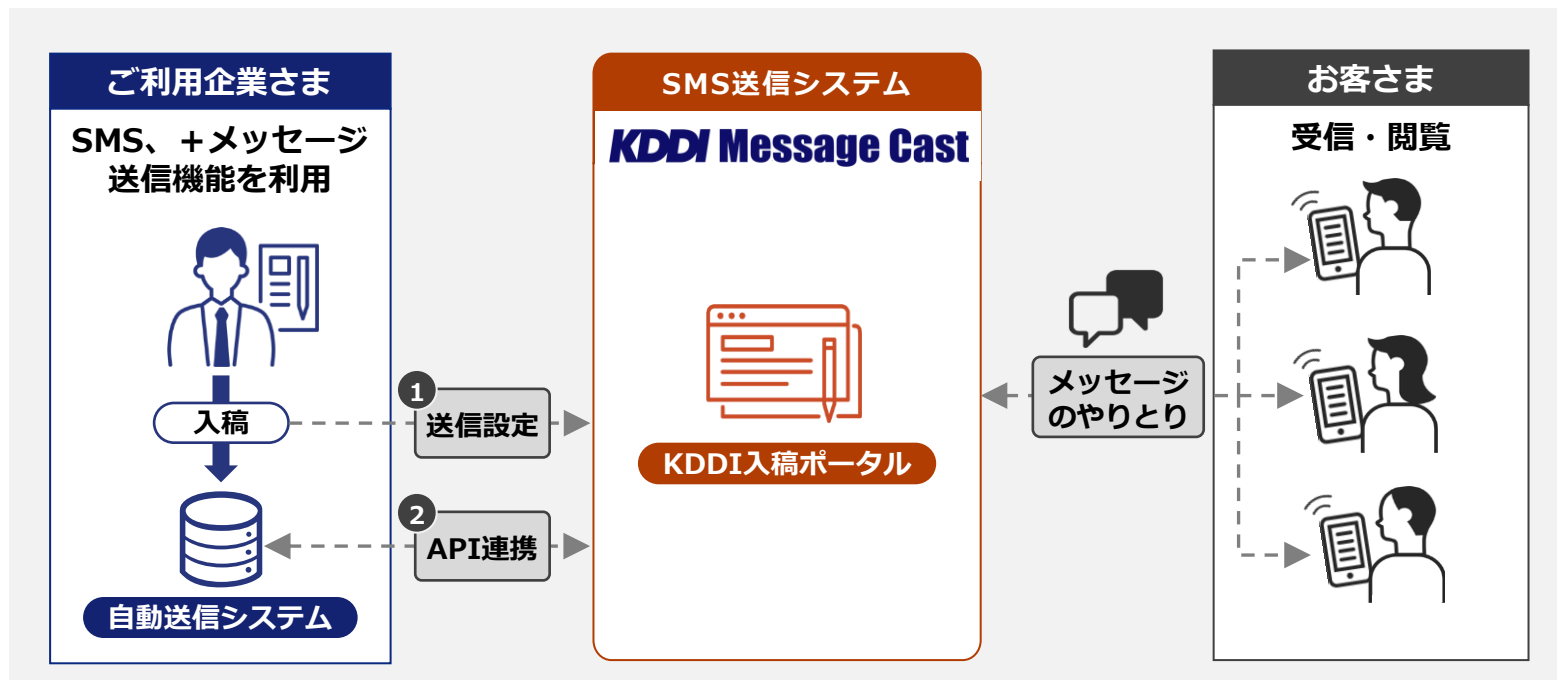 ご利用企業さま
SMS、+メッセージ
送信機能を利用
入稿
自動送信システム
1
送信設定
2
API連携
SMS送信システム
KDDI Message Cast
KDDI入稿ポータル
メッセージ
のやりとり
お客さま
受信・閲覧